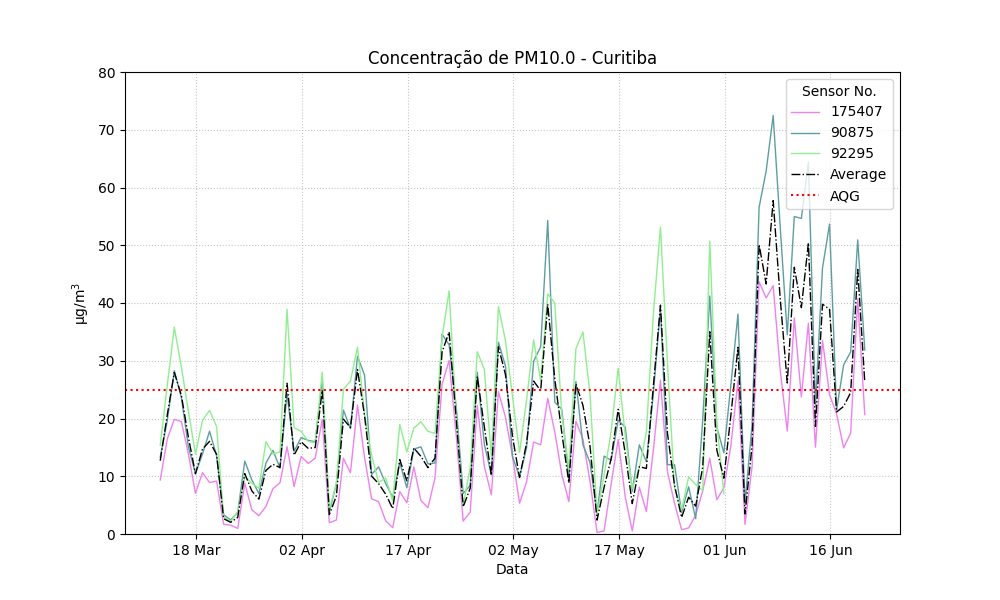 Concentração de PM10.0 - Curitiba
80
70
60
50
40
30
20
10
0
µg/m³
Sensor No.
175407
90875
92295
Average
AQG
18 Mar
02 Apr
17 Apr
02 May
17 May
01 Jun
16 Jun
Data